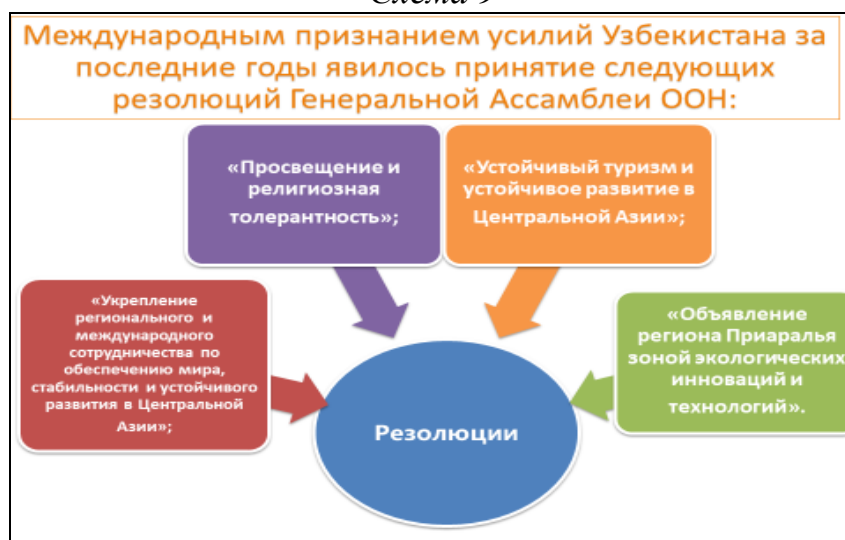 Международным признанием усилий Узбекистана за
последние годы явилось принятие следующих
резолюций Генеральной Ассамблеи ООН:
«Просвещение и
религиозная
толерантность»;
«Устойчивый туризм и
устойчивое развитие в
Центральной Азии»;
«Укрепление
регионального и
международного
сотрудничества по
обеспечению мира,
стабильности и устойчивого
развития в Центральной
Азии»;
«Объявление
региона Приаралья
зоной экологических
инноваций и
технологий».
Резолюции